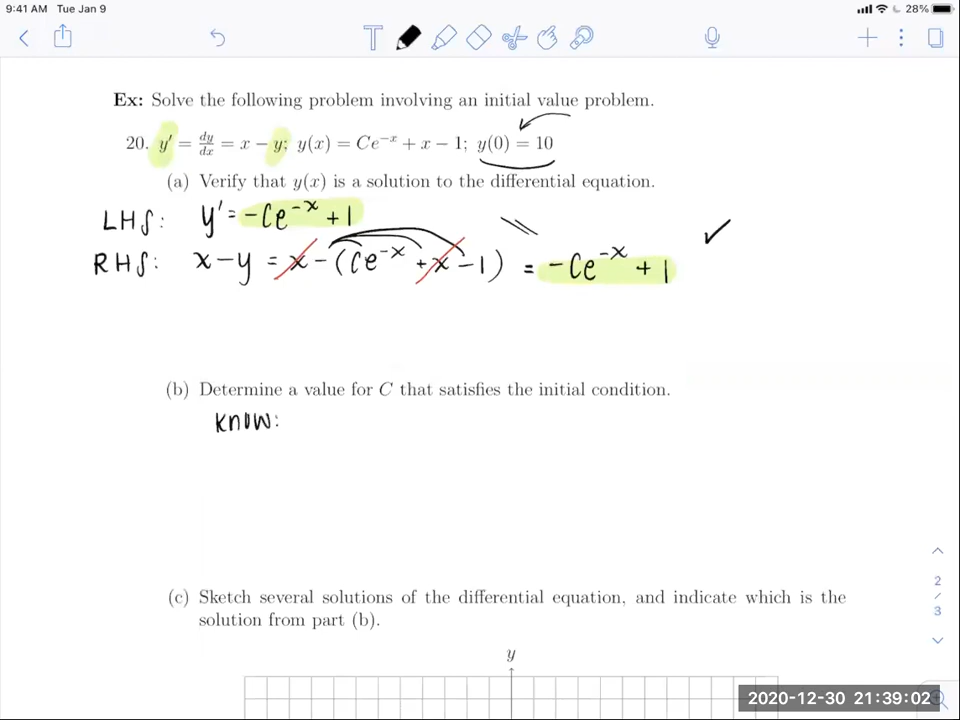 9:41 AM Tue Jan 9
28%
Ex: Solve the following problem involving an initial value problem.
20. y′ = dy/dx = x − y; y(x) = Ce^{−x} + x − 1; y(0) = 10
(a) Verify that y(x) is a solution to the differential equation.
LHS: y' = -Ce^{-x} + 1
RHS: x-y = x - (Ce^{-x} + x - 1) = -Ce^{-x} + 1 ✓
(b) Determine a value for C that satisfies the initial condition.
KNOW:
(c) Sketch several solutions of the differential equation, and indicate which is the
solution from part (b).
y
2
/
3
2020-12-30 21:39:02